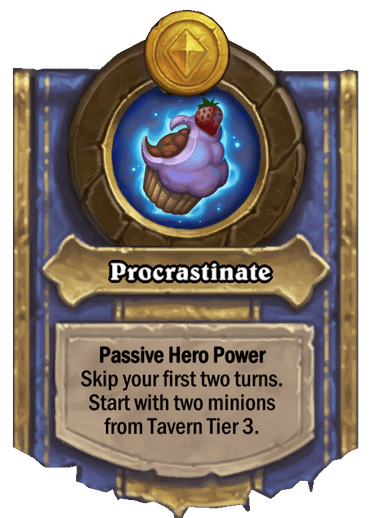 Procrastinate
Passive Hero Power
Skip your first two turns.
Start with two minions
from Tavern Tier 3.